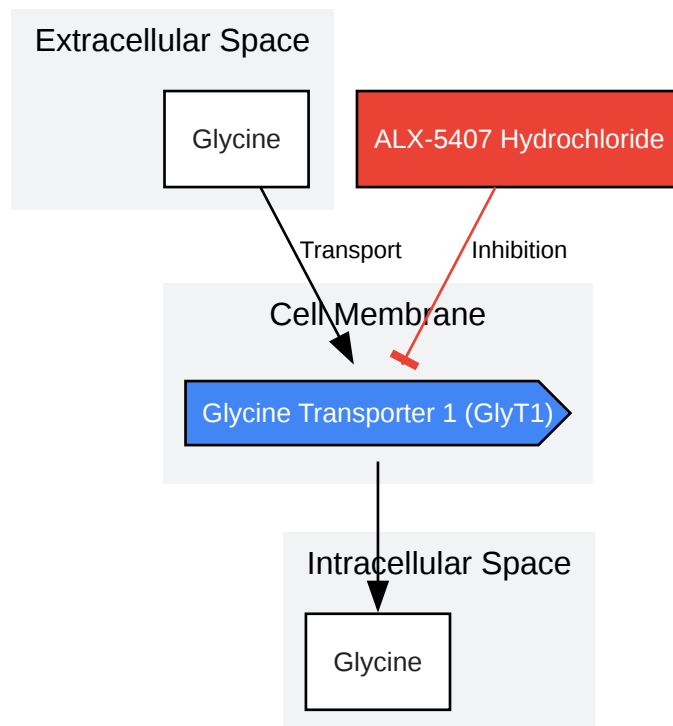 Extracellular Space
Glycine
ALX-5407 Hydrochloride
Transport
Inhibition
Cell Membrane
Glycine Transporter 1 (GlyT1)
Intracellular Space
Glycine